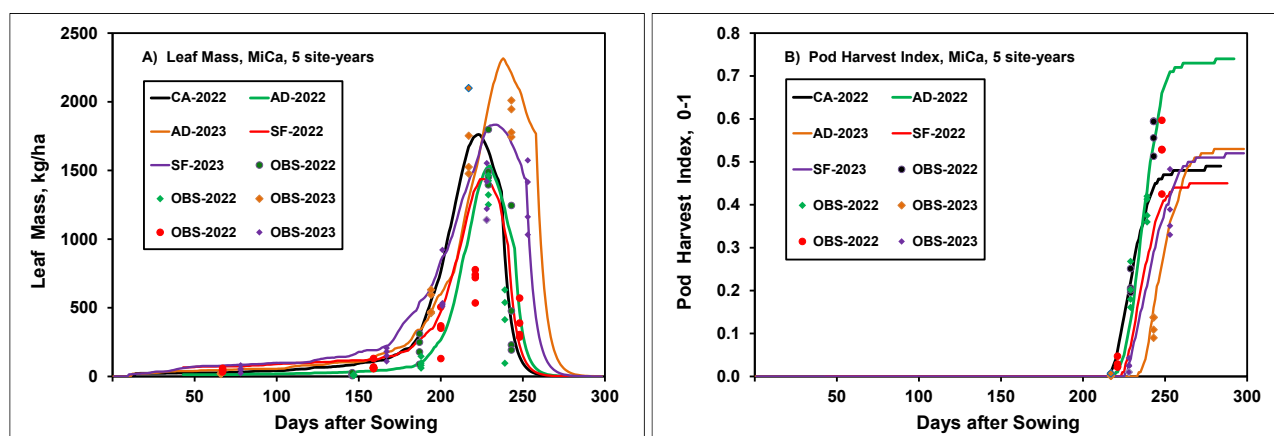 A) Leaf Mass, MiCa, 5 site-years
CA-2022
AD-2022
AD-2023
SF-2022
SF-2023
OBS-2022
OBS-2022
OBS-2023
OBS-2022
OBS-2023
Leaf Mass, kg/ha
2500
2000
1500
1000
500
0
0 50 100 150 200 250 300
Days after Sowing
B) Pod Harvest Index, MiCa, 5 site-years
CA-2022
AD-2022
AD-2023
SF-2022
SF-2023
OBS-2022
OBS-2022
OBS-2023
OBS-2022
OBS-2023
Pod Harvest Index, 0-1
0.8
0.7
0.6
0.5
0.4
0.3
0.2
0.1
0.0
0 50 100 150 200 250 300
Days after Sowing